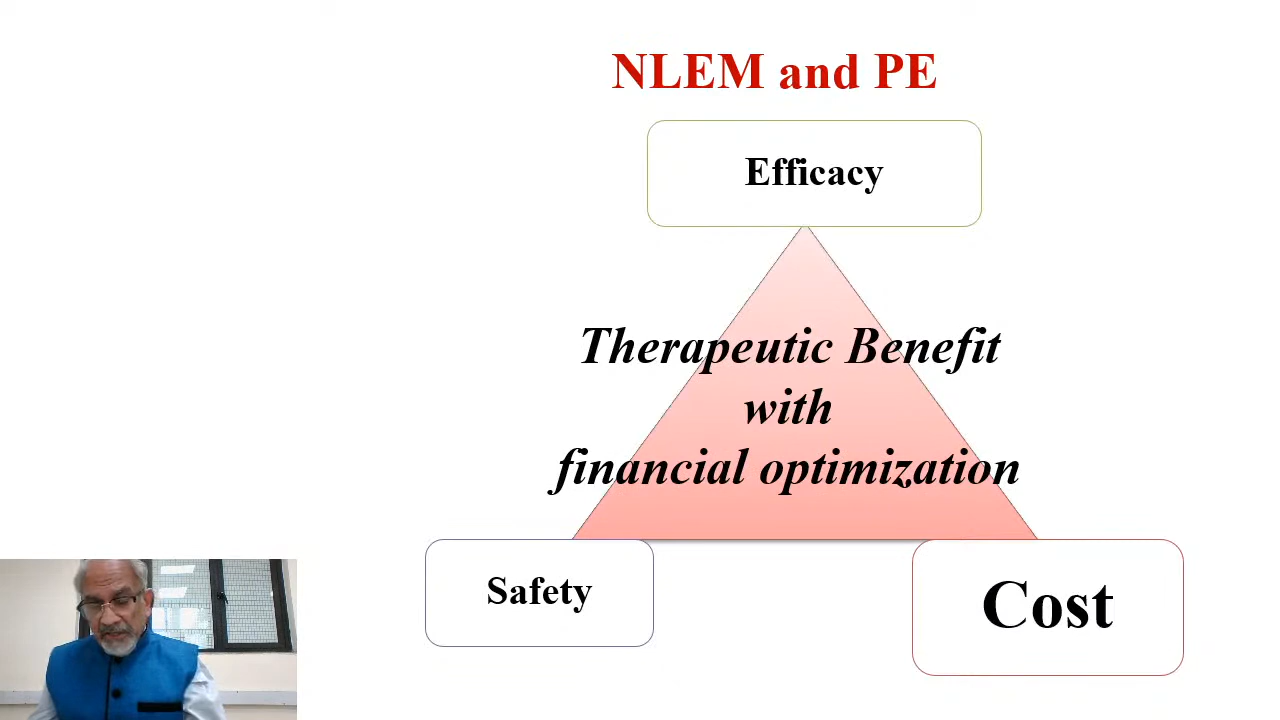 NLEM and PE
Efficacy
Therapeutic Benefit
with
financial optimization
Safety
Cost